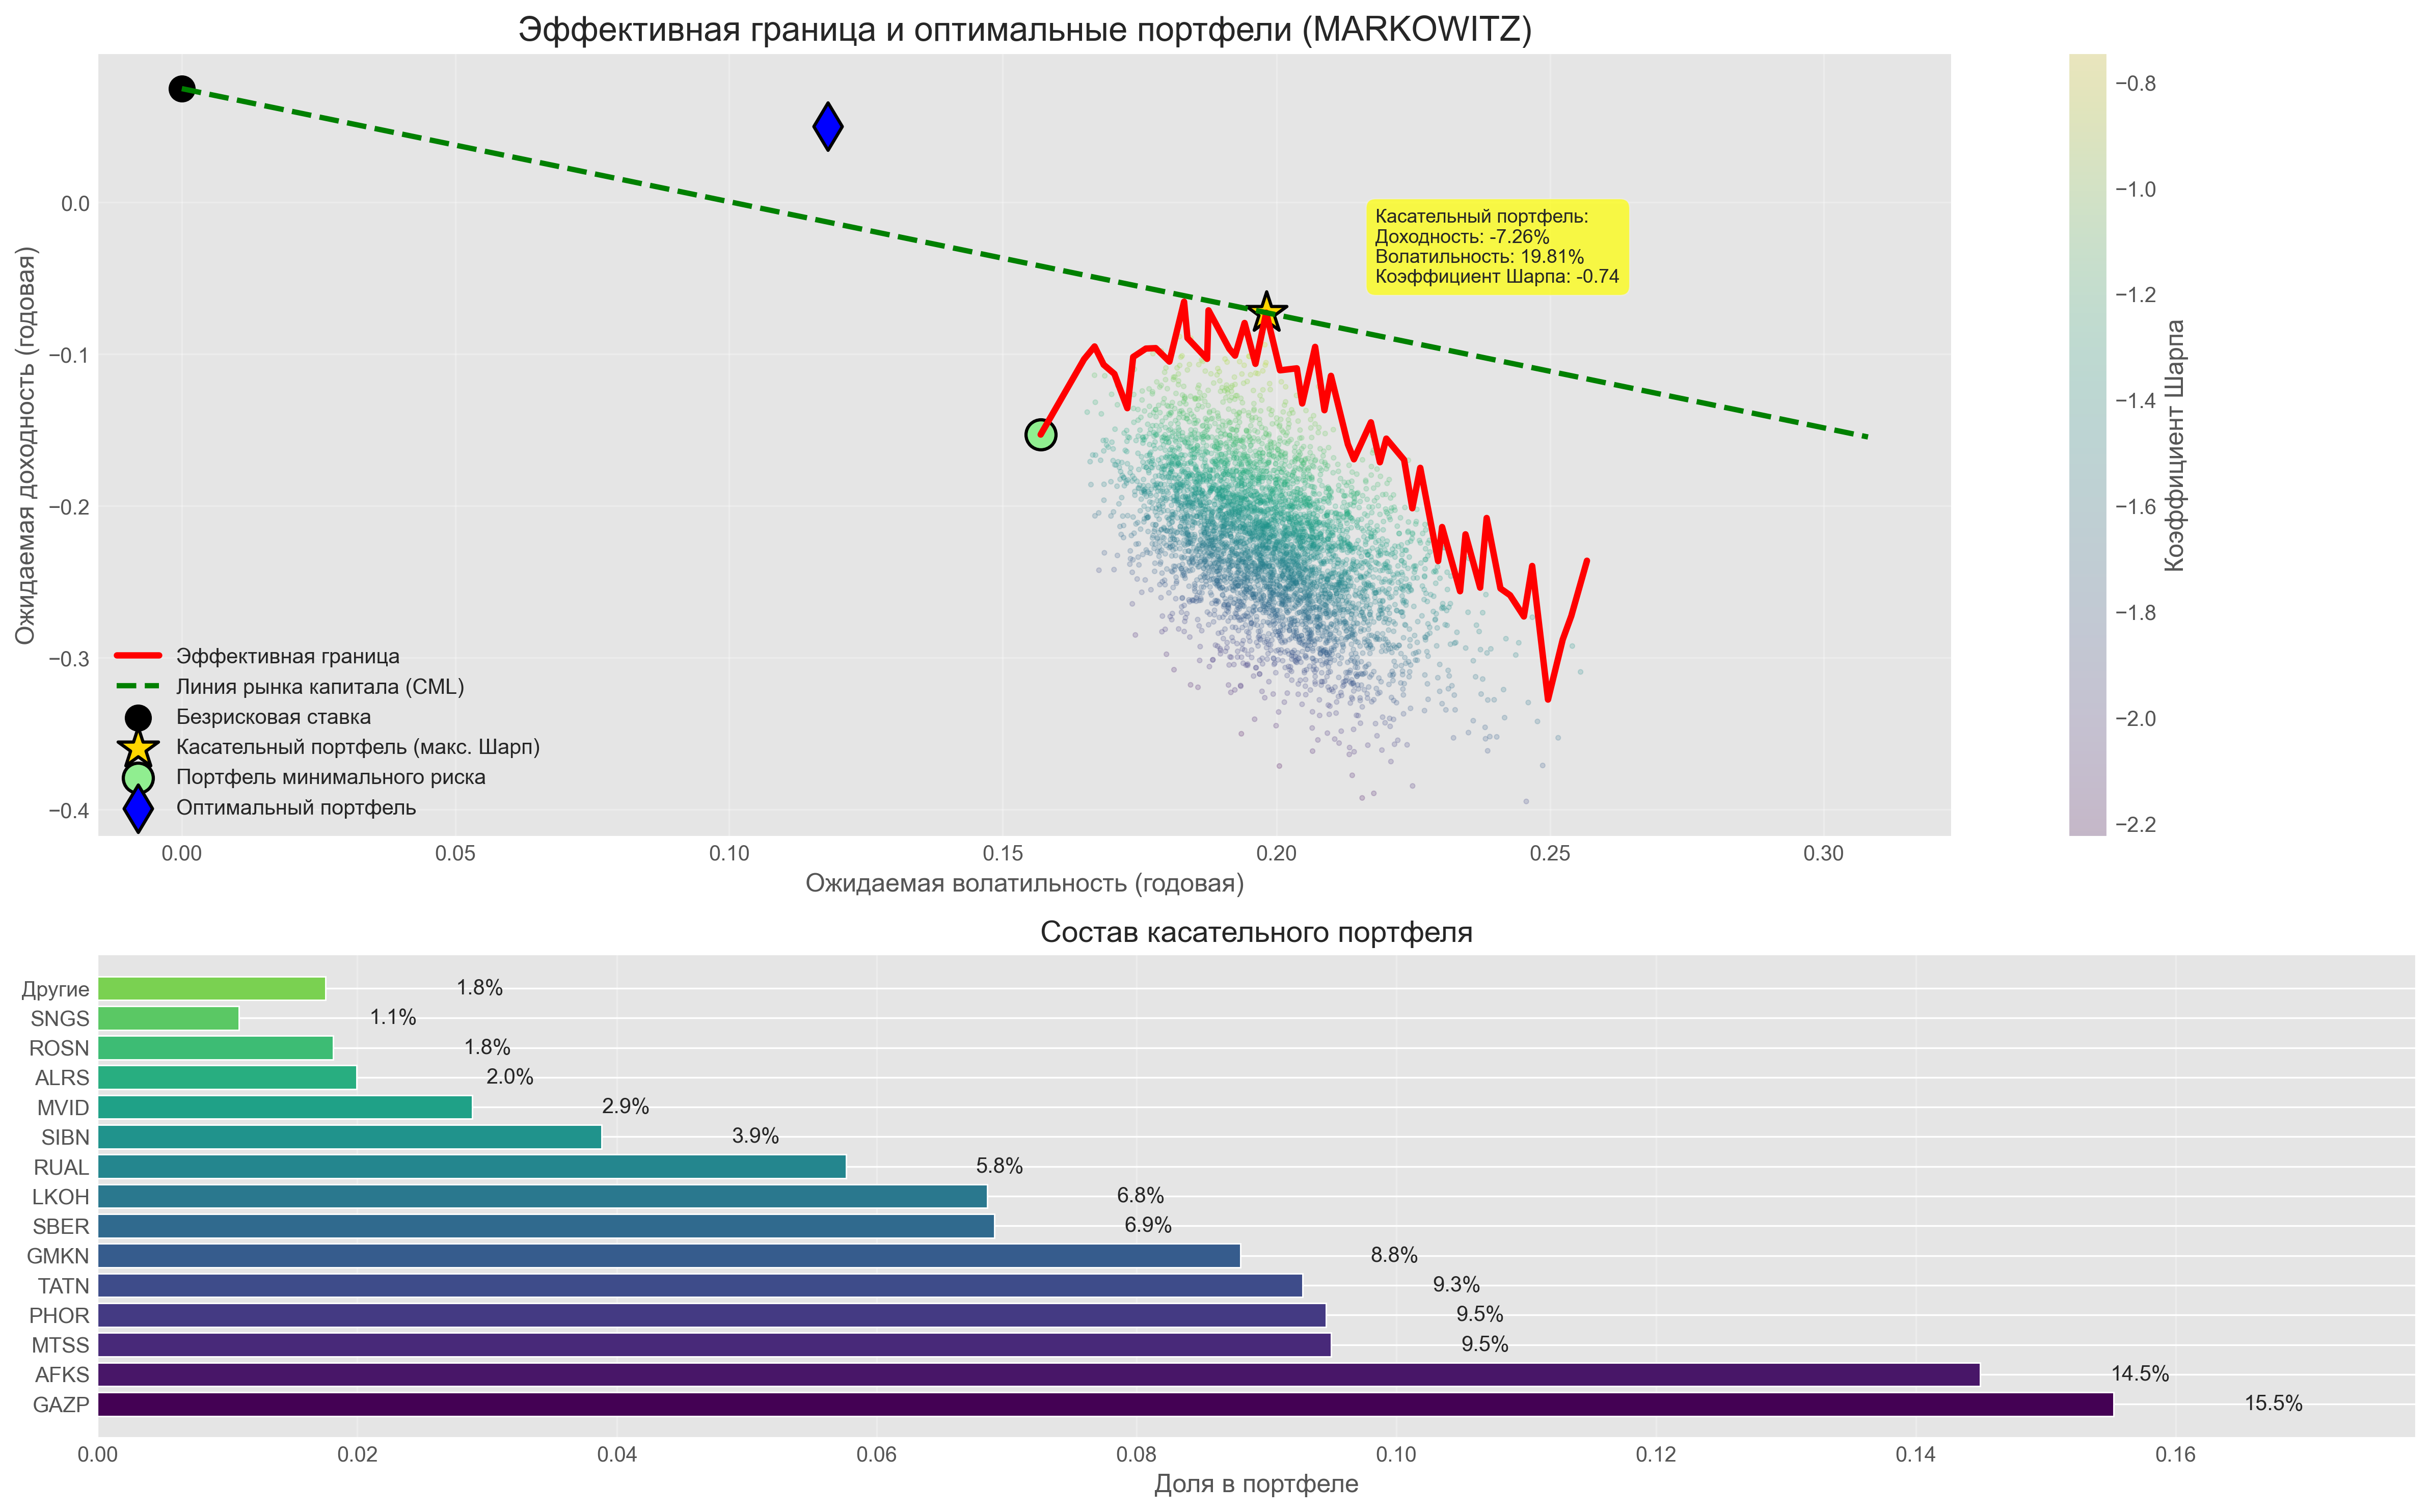 Эффективная граница и оптимальные портфели (MARKOWITZ)
Ожидаемая доходность (годовая)
0.0
−0.1
−0.2
−0.3
−0.4
Касательный портфель:
Доходность: -7.26%
Волатильность: 19.81%
Коэффициент Шарпа: -0.74
Эффективная граница
Линия рынка капитала (CML)
Безрисковая ставка
Касательный портфель (макс. Шарп)
Портфель минимального риска
Оптимальный портфель
0.00 0.05 0.10 0.15 0.20 0.25 0.30
Ожидаемая волатильность (годовая)
−0.8
−1.0
−1.2
−1.4
−1.6
−1.8
−2.0
−2.2
Коэффициент Шарпа
Состав касательного портфеля
Другие 1.8%
SNGS 1.1%
ROSN 1.8%
ALRS 2.0%
MVID 2.9%
SIBN 3.9%
RUAL 5.8%
LKOH 6.8%
SBER 6.9%
GMKN 8.8%
TATN 9.3%
PHOR 9.5%
MTSS 9.5%
AFKS 14.5%
GAZP 15.5%
0.00 0.02 0.04 0.06 0.08 0.10 0.12 0.14 0.16
Доля в портфеле